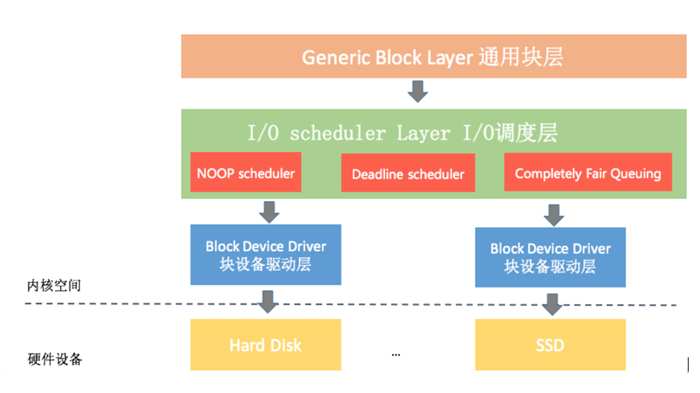 Generic Block Layer 通用块层
I/O scheduler Layer I/O调度层
NOOP scheduler
Deadline scheduler
Completely Fair Queuing
Block Device Driver
块设备驱动层
Block Device Driver
块设备驱动层
内核空间
Hard Disk
...
SSD
硬件设备